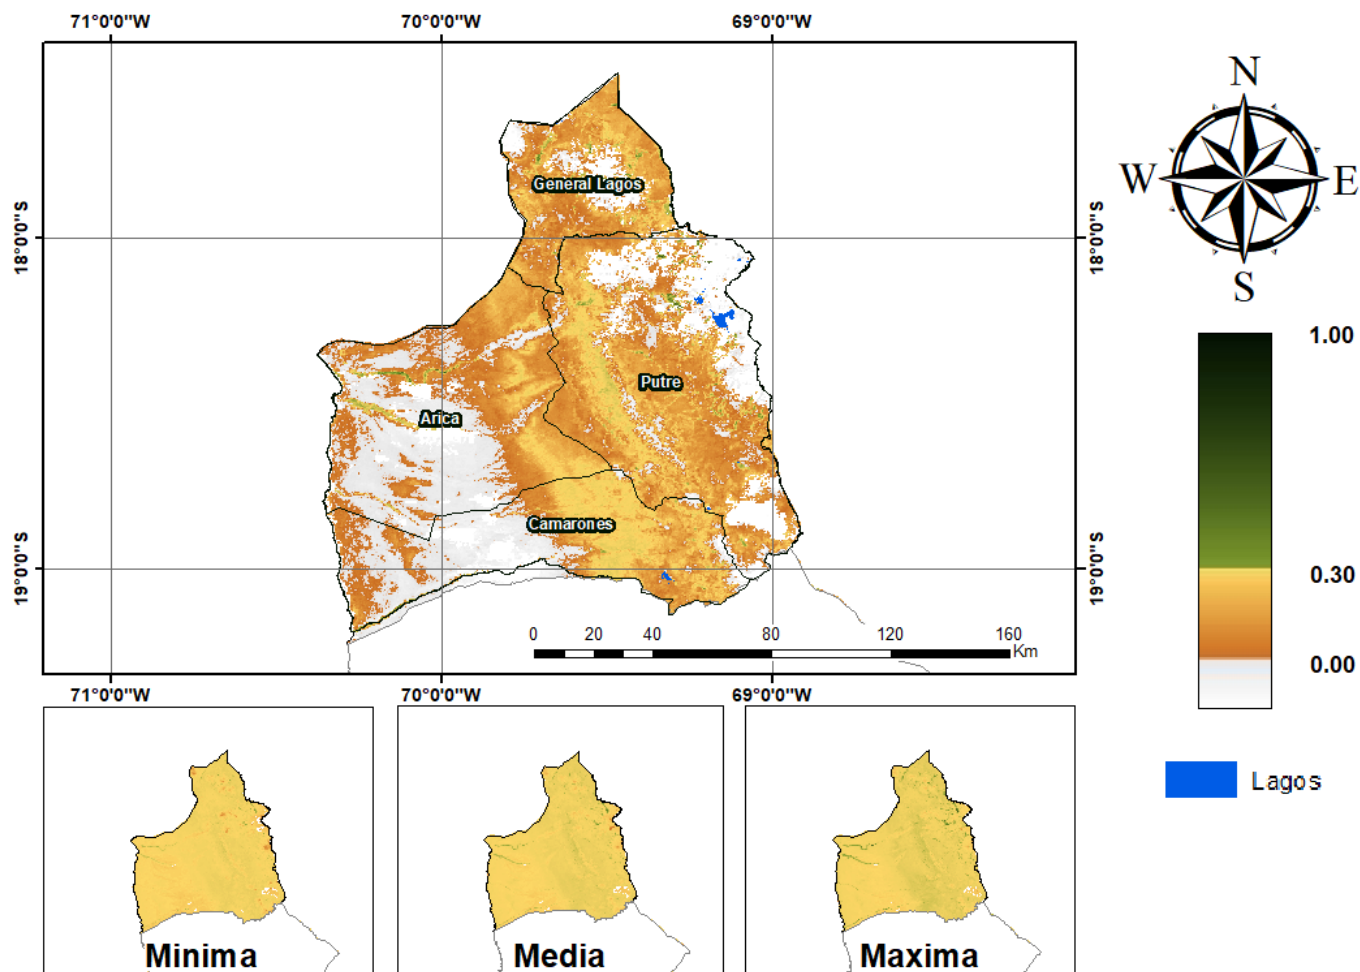 71°0'0"W 70°0'0"W 69°0'0"W
N
W E
S
18°0'0"S 18°0'0"S
19°0'0"S 19°0'0"S
General Lagos
Putre
Arica
Camarones
0 20 40 80 120 160
Km
71°0'0"W 70°0'0"W 69°0'0"W
1.00
0.30
0.00
Lagos
Minima Media Maxima